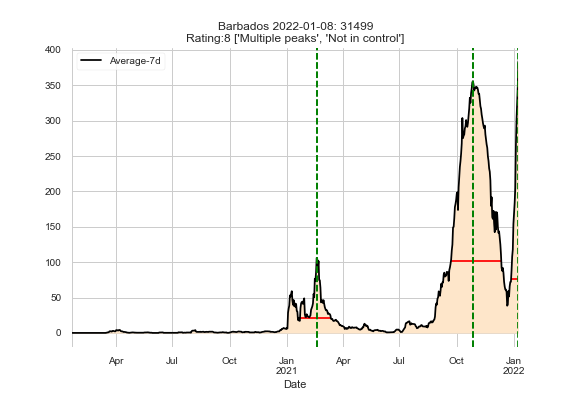 Barbados 2022-01-08: 31499
Rating:8 ['Multiple peaks', 'Not in control']
Average-7d
400
350
300
250
200
150
100
50
0
Apr Jul Oct Jan Apr Jul Oct Jan
2021 2022
Date